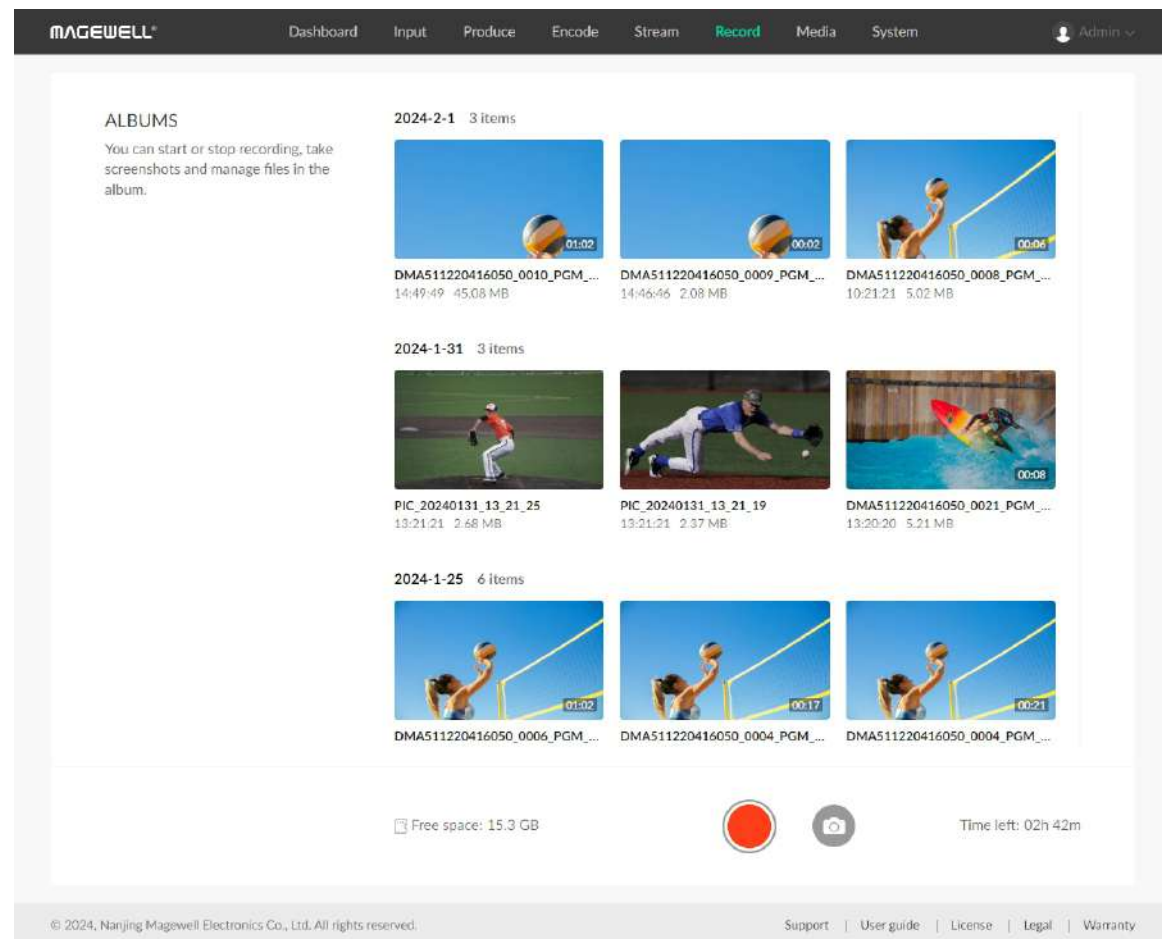 MAGEWELL®
Dashboard Input Produce Encode Stream Record Media System Admin
ALBUMS
You can start or stop recording, take
screenshots and manage files in the
album.
2024-2-1 3 items
01:02 00:02 00:06
DMA511220416050_0010_PGM_... DMA511220416050_0009_PGM_... DMA511220416050_0008_PGM_...
14:49:49 45.08 MB 14:46:46 2.08 MB 10:21:21 5.02 MB
2024-1-31 3 items
00:08
PIC_20240131_13_21_25 PIC_20240131_13_21_19 DMA511220416050_0021_PGM_...
13:21:21 2.68 MB 13:21:21 2.37 MB 13:20:20 5.21 MB
2024-1-25 6 items
01:02 00:17 00:21
DMA511220416050_0006_PGM_... DMA511220416050_0004_PGM_... DMA511220416050_0004_PGM_...
Free space: 15.3 GB Time left: 02h 42m
© 2024, Nanjing Magewell Electronics Co., Ltd. All rights reserved. Support | User guide | License | Legal | Warranty